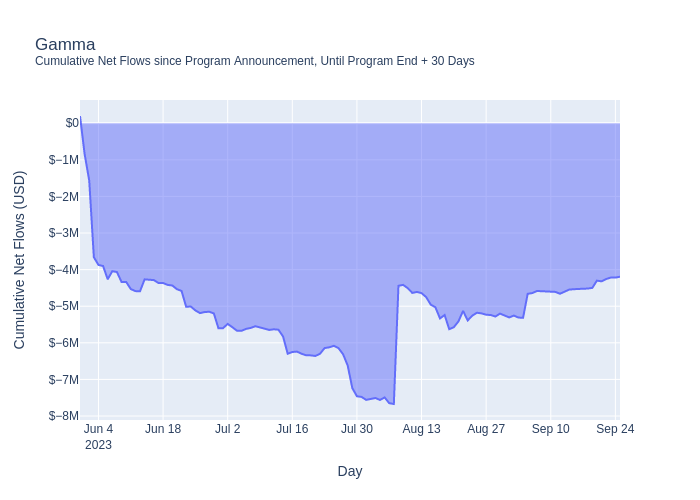 Gamma
Cumulative Net Flows since Program Announcement, Until Program End + 30 Days
Cumulative Net Flows (USD)
$0
$−1M
$−2M
$−3M
$−4M
$−5M
$−6M
$−7M
$−8M
Jun 4 Jun 18 Jul 2 Jul 16 Jul 30 Aug 13 Aug 27 Sep 10 Sep 24
2023
Day